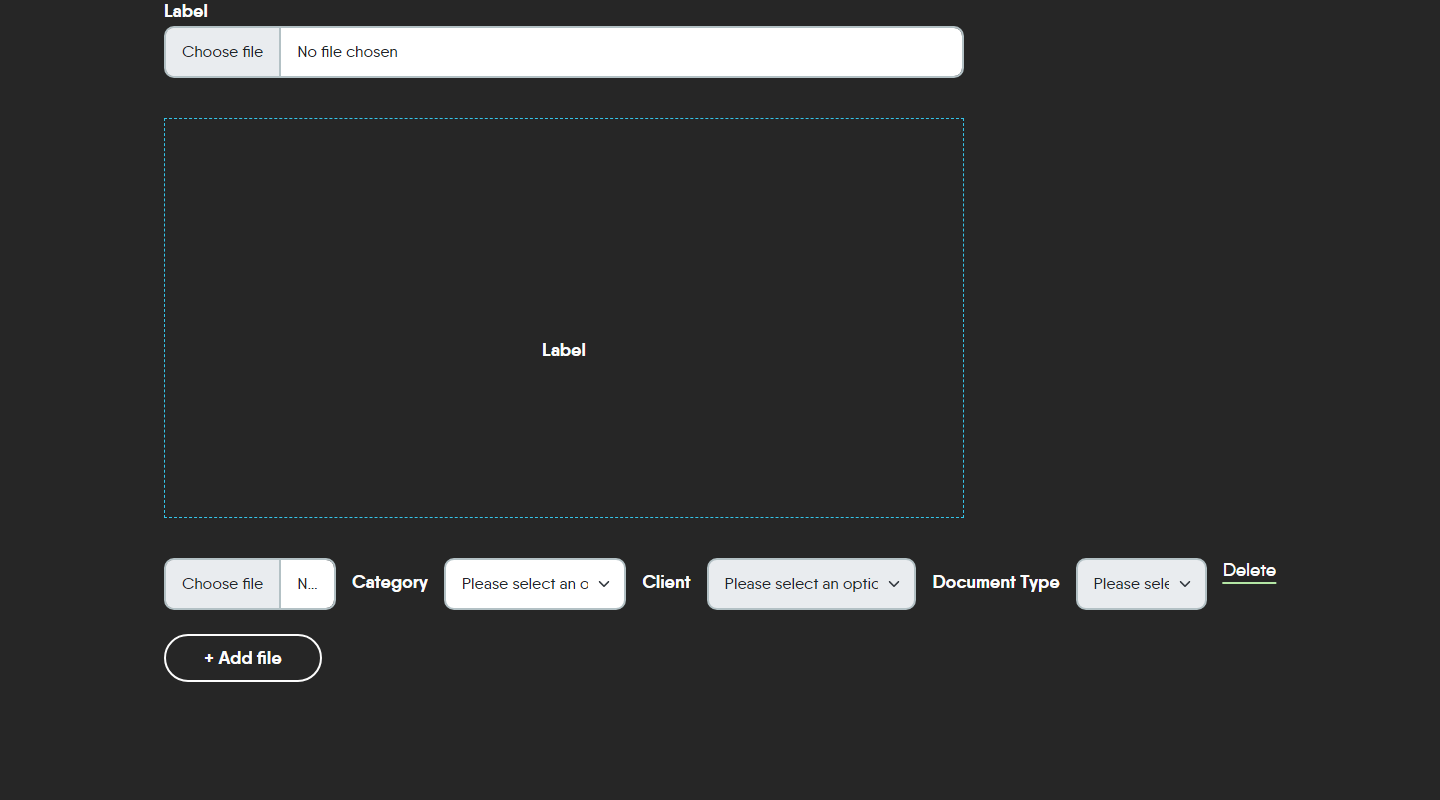 Label
Choose file No file chosen
Label
Choose file N... Category Please select an o Client Please select an optic Document Type Please sele Delete
+ Add file